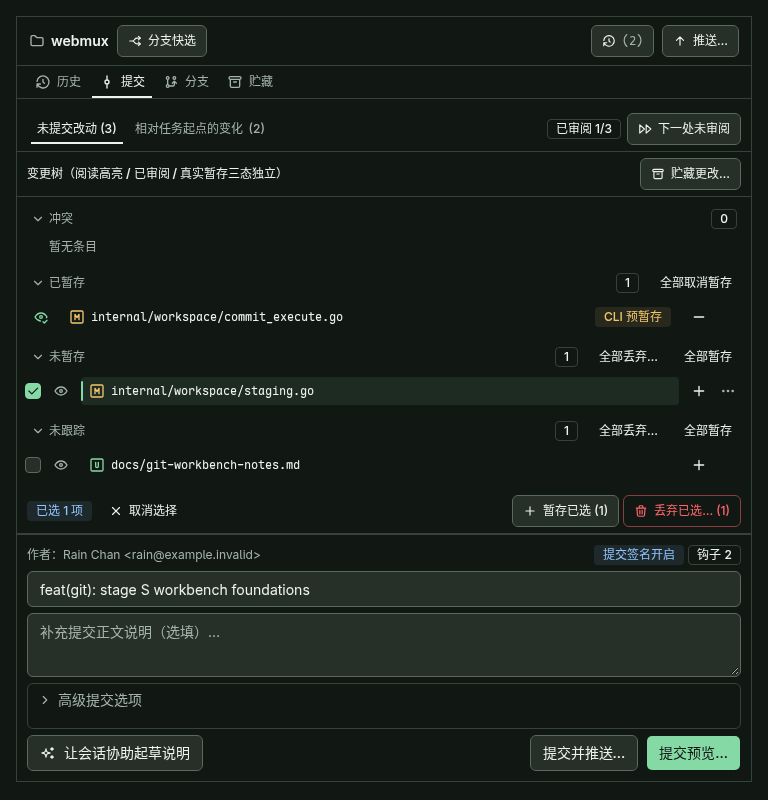 webmux 分支快选 (2) 推送...
历史 提交 分支 贮藏
未提交改动 (3) 相对任务起点的变化 (2) 已审阅 1/3 下一处未审阅
变更树（阅读高亮 / 已审阅 / 真实暂存三态独立） 贮藏更改...
冲突 0
暂无条目
已暂存 1 全部取消暂存
M internal/workspace/commit_execute.go CLI 预暂存
未暂存 1 全部丢弃... 全部暂存
M internal/workspace/staging.go
未跟踪 1 全部丢弃... 全部暂存
U docs/git-workbench-notes.md
已选 1 项 取消选择 暂存已选 (1) 丢弃已选... (1)
作者：Rain Chan <rain@example.invalid> 提交签名开启 钩子 2
feat(git): stage S workbench foundations
补充提交正文说明（选填）...
高级提交选项
让会话协助起草说明 提交并推送... 提交预览...